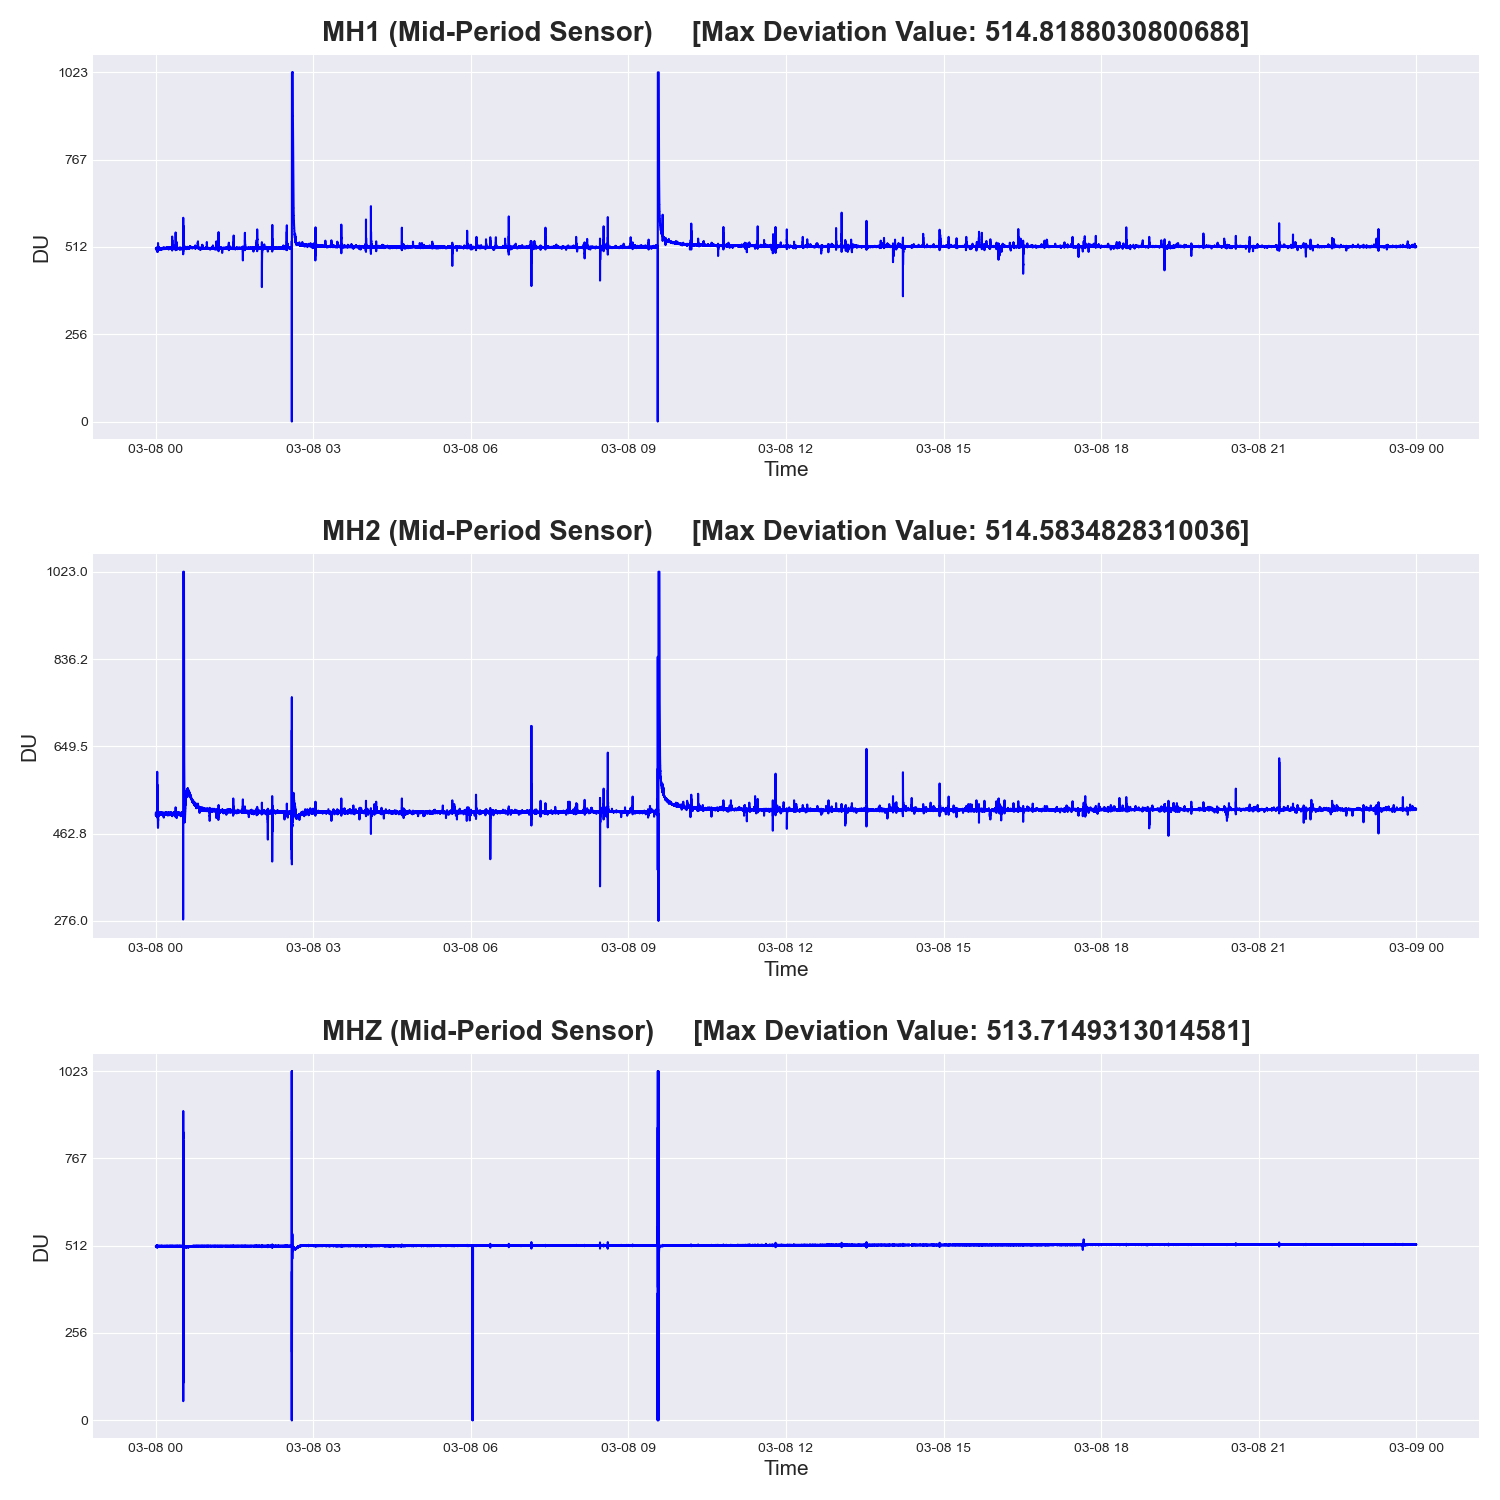 MH1 (Mid-Period Sensor) [Max Deviation Value: 514.8188030800688]
1023
767
512
256
0
DU
03-08 00 03-08 03 03-08 06 03-08 09 03-08 12 03-08 15 03-08 18 03-08 21 03-09 00
Time
MH2 (Mid-Period Sensor) [Max Deviation Value: 514.5834828310036]
1023.0
836.2
649.5
462.8
276.0
DU
03-08 00 03-08 03 03-08 06 03-08 09 03-08 12 03-08 15 03-08 18 03-08 21 03-09 00
Time
MHZ (Mid-Period Sensor) [Max Deviation Value: 513.7149313014581]
1023
767
512
256
0
DU
03-08 00 03-08 03 03-08 06 03-08 09 03-08 12 03-08 15 03-08 18 03-08 21 03-09 00
Time